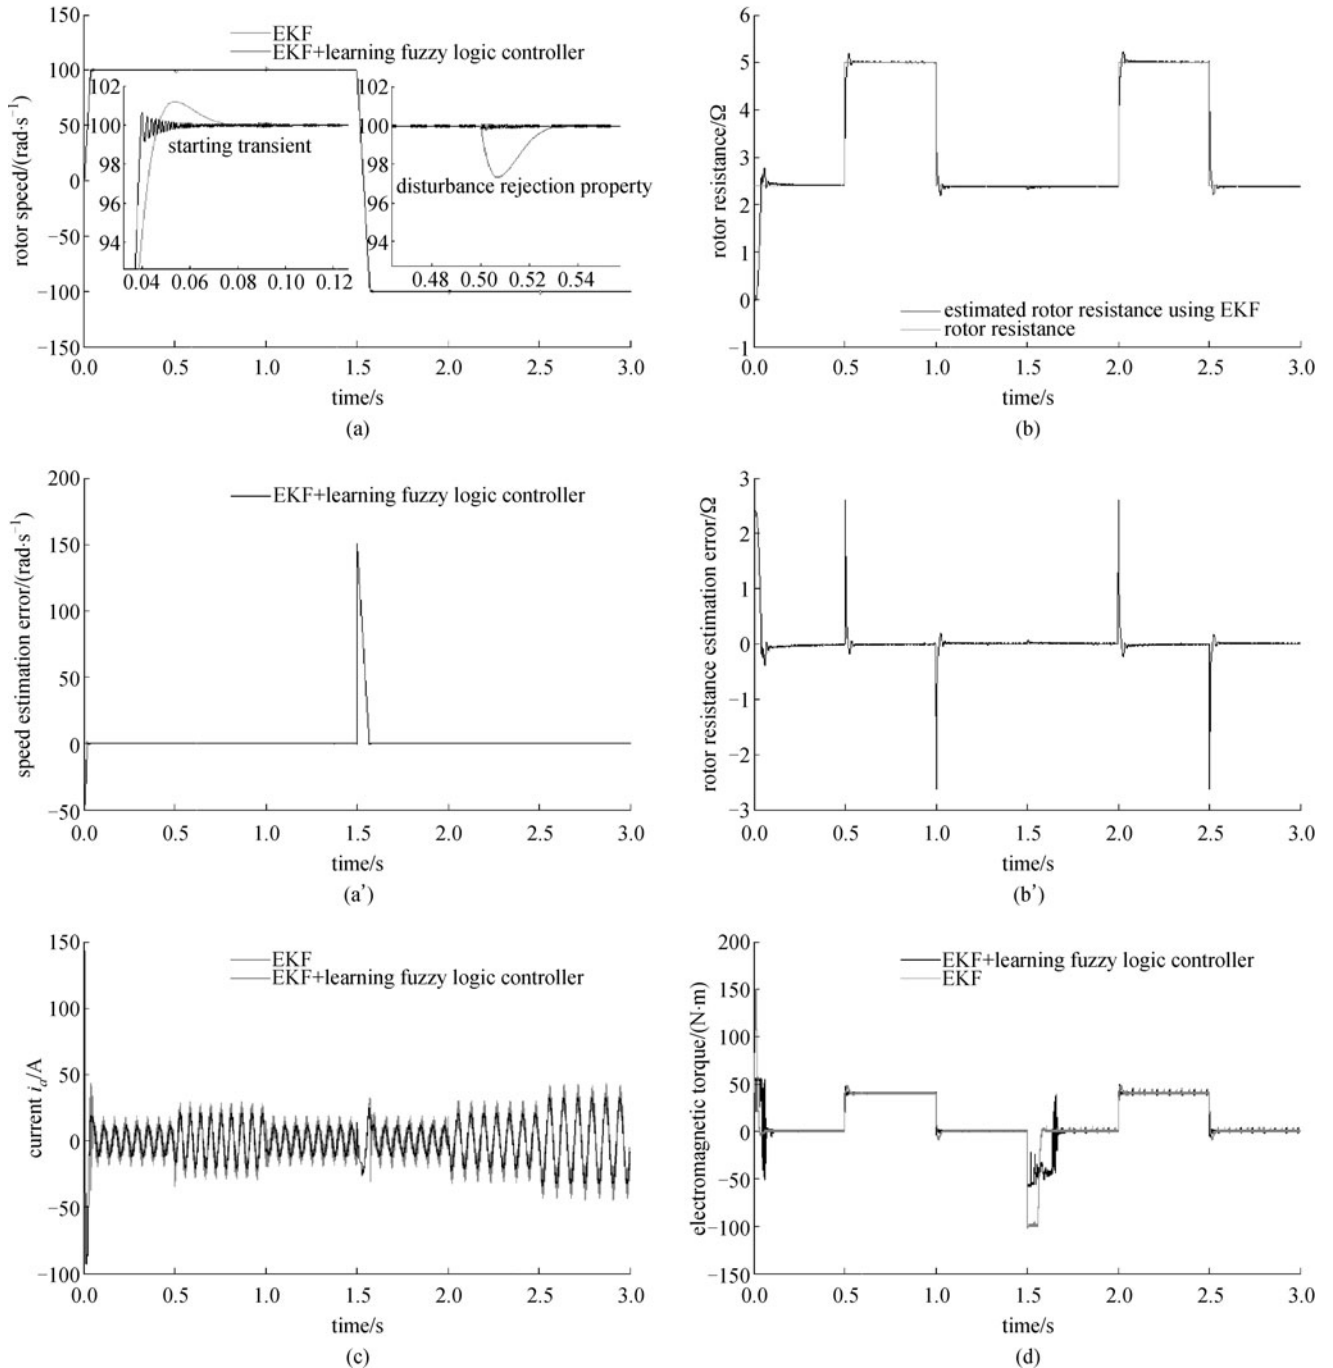 EKF
EKF+learning fuzzy logic controller
rotor speed/(rad·s⁻¹)
150
100
50
0
−50
−100
−150
102
100
98
96
94
0.04 0.06 0.08 0.10 0.12
starting transient
102
100
98
96
94
0.48 0.50 0.52 0.54
disturbance rejection property
0.0 0.5 1.0 1.5 2.0 2.5 3.0
time/s
(a)
rotor resistance/Ω
6
5
4
3
2
1
0
−1
estimated rotor resistance using EKF
rotor resistance
0.0 0.5 1.0 1.5 2.0 2.5 3.0
time/s
(b)
EKF+learning fuzzy logic controller
speed estimation error/(rad·s⁻¹)
200
150
100
50
0
−50
0.0 0.5 1.0 1.5 2.0 2.5 3.0
time/s
(a')
rotor resistance estimation error/Ω
3
2
1
0
−1
−2
−3
0.0 0.5 1.0 1.5 2.0 2.5 3.0
time/s
(b')
EKF
EKF+learning fuzzy logic controller
current iₐ/A
150
100
50
0
−50
−100
0.0 0.5 1.0 1.5 2.0 2.5 3.0
time/s
(c)
EKF+learning fuzzy logic controller
EKF
electromagnetic torque/(N·m)
200
150
100
50
0
−50
−100
−150
0.0 0.5 1.0 1.5 2.0 2.5 3.0
time/s
(d)